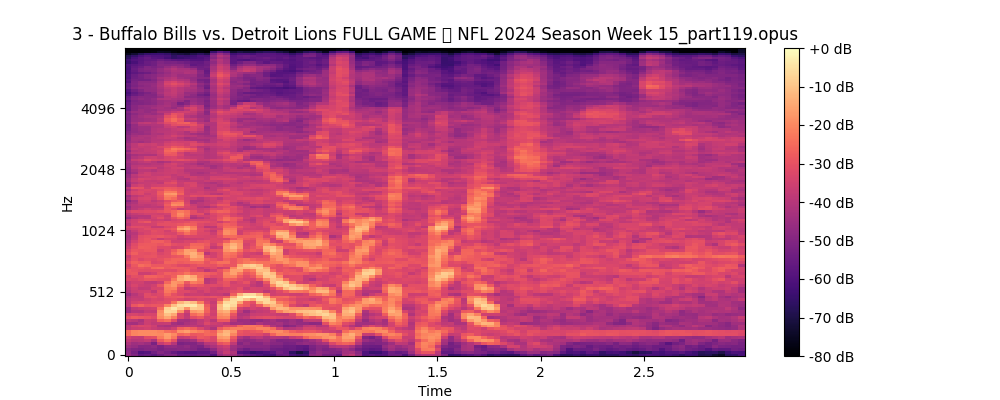 3 - Buffalo Bills vs. Detroit Lions FULL GAME ▯ NFL 2024 Season Week 15_part119.opus
+0 dB
4096
-10 dB
-20 dB
2048
-30 dB
Hz
1024
-40 dB
-50 dB
512
-60 dB
-70 dB
0
-80 dB
0 0.5 1 1.5 2 2.5
Time